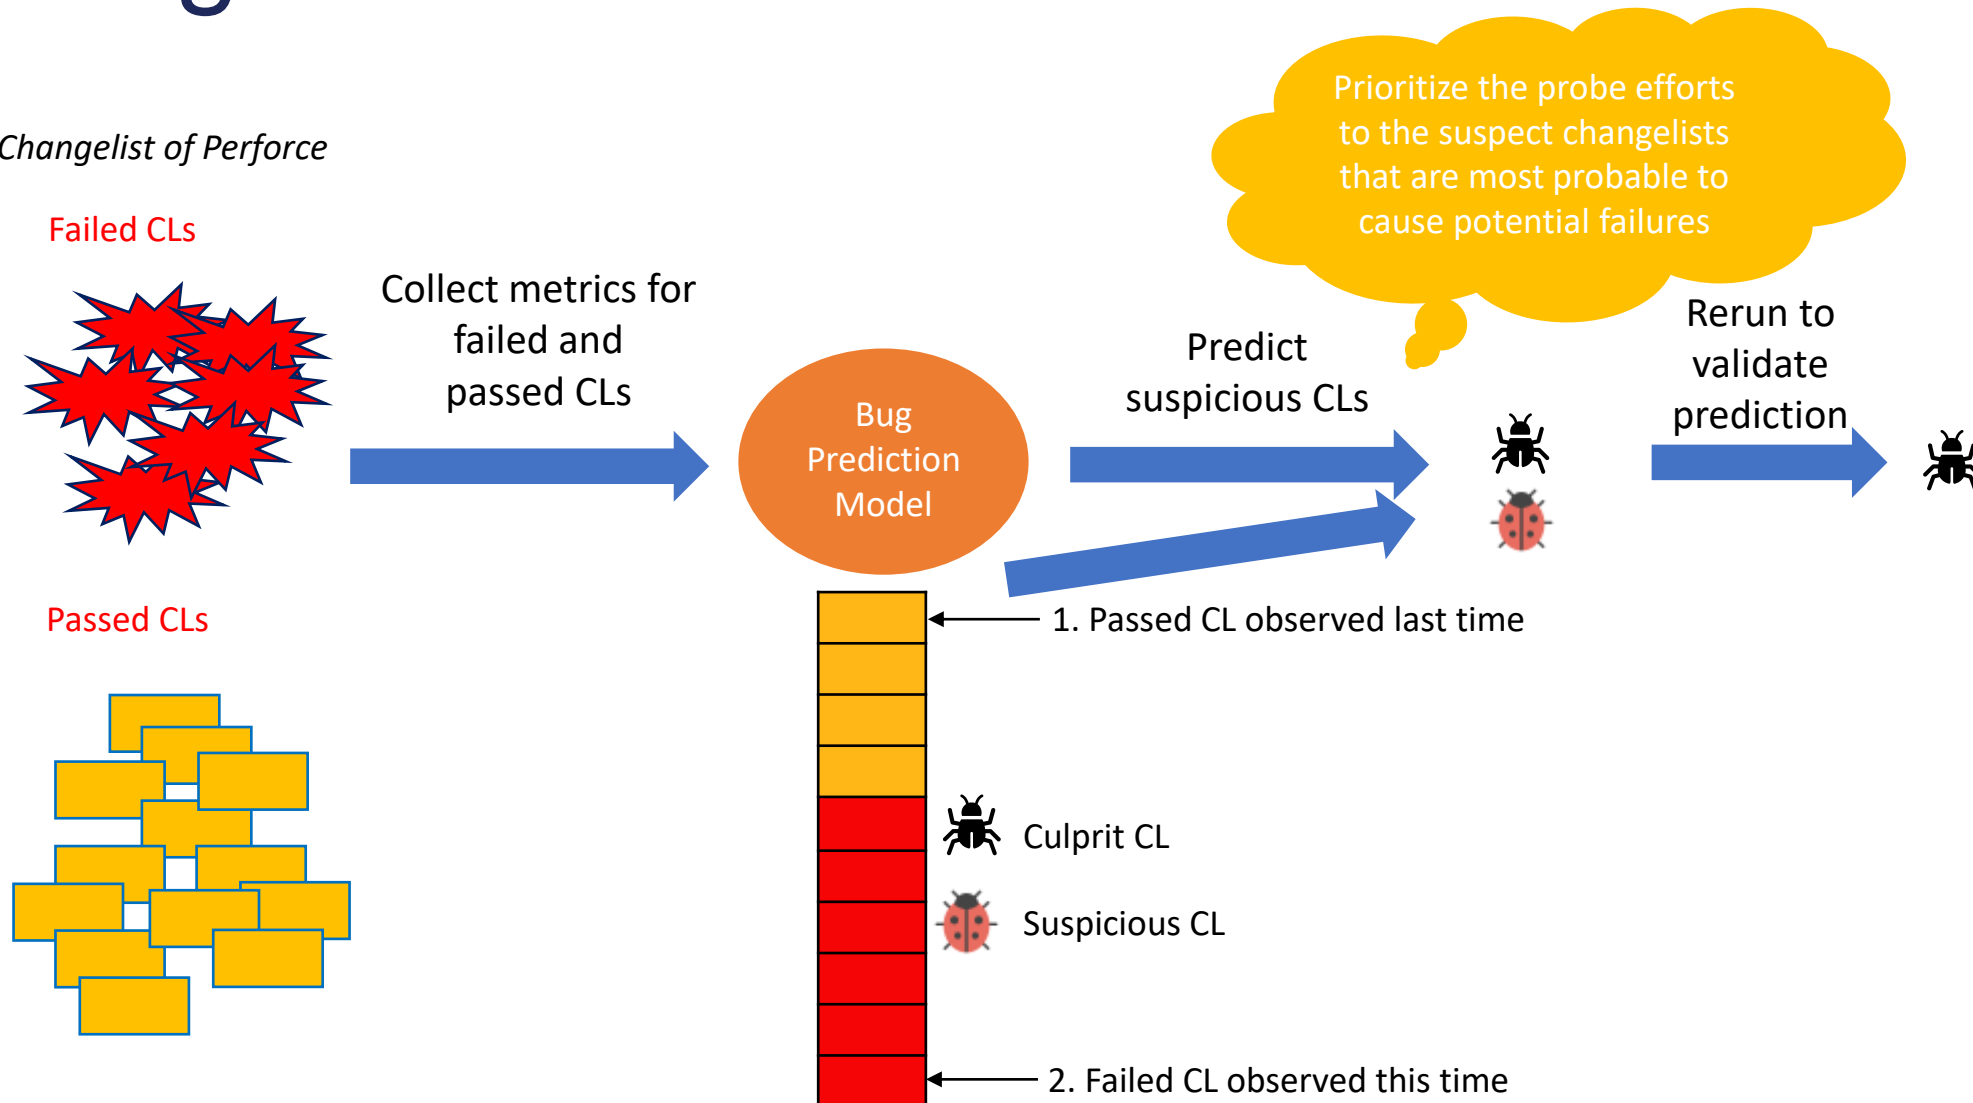 Changelist of Perforce
Failed CLs
Collect metrics for
failed and
passed CLs
Bug
Prediction
Model
Predict
suspicious CLs
Prioritize the probe efforts
to the suspect changelists
that are most probable to
cause potential failures
Rerun to
validate
prediction
Passed CLs
1. Passed CL observed last time
Culprit CL
Suspicious CL
2. Failed CL observed this time